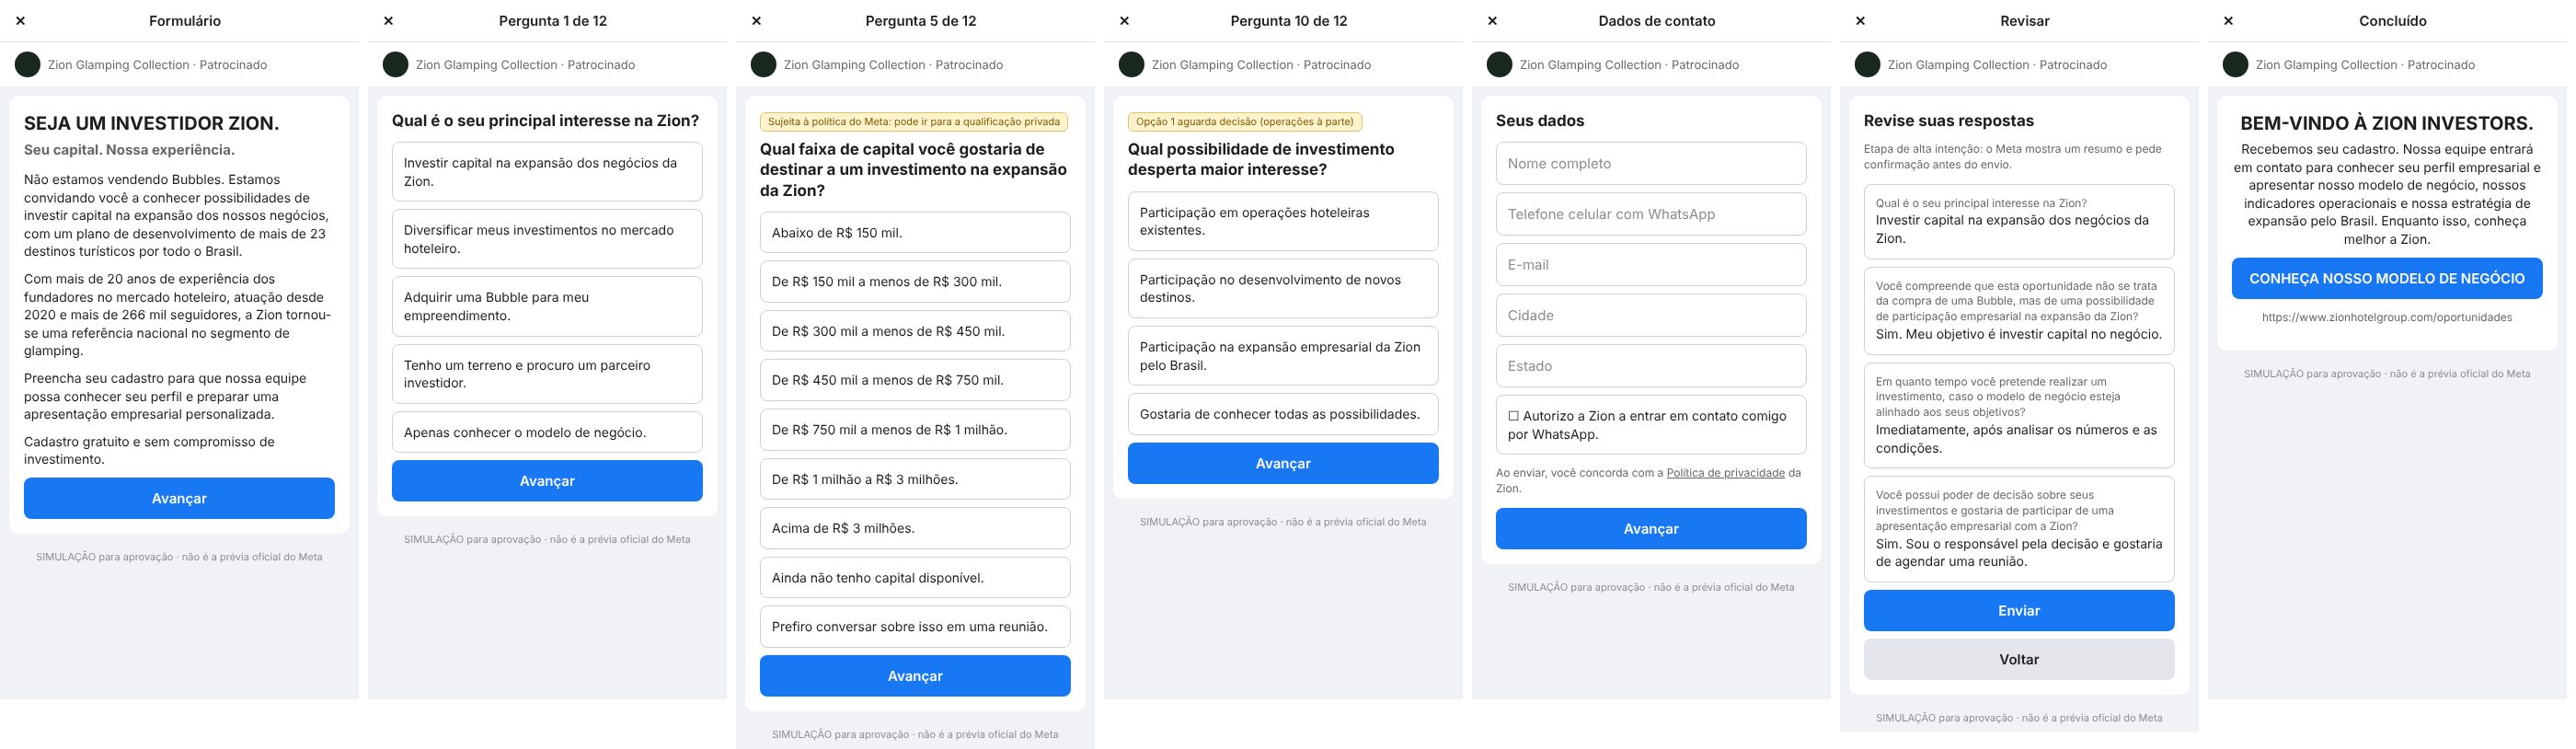 ✕ Formulário
Zion Glamping Collection · Patrocinado
SEJA UM INVESTIDOR ZION.
Seu capital. Nossa experiência.
Não estamos vendendo Bubbles. Estamos
convidando você a conhecer possibilidades de
investir capital na expansão dos nossos negócios,
com um plano de desenvolvimento de mais de 23
destinos turísticos por todo o Brasil.
Com mais de 20 anos de experiência dos
fundadores no mercado hoteleiro, atuação desde
2020 e mais de 266 mil seguidores, a Zion tornou-
se uma referência nacional no segmento de
glamping.
Preencha seu cadastro para que nossa equipe
possa conhecer seu perfil e preparar uma
apresentação empresarial personalizada.
Cadastro gratuito e sem compromisso de
investimento.
Avançar
SIMULAÇÃO para aprovação · não é a prévia oficial do Meta
✕ Pergunta 1 de 12
Zion Glamping Collection · Patrocinado
Qual é o seu principal interesse na Zion?
Investir capital na expansão dos negócios da
Zion.
Diversificar meus investimentos no mercado
hoteleiro.
Adquirir uma Bubble para meu
empreendimento.
Tenho um terreno e procuro um parceiro
investidor.
Apenas conhecer o modelo de negócio.
Avançar
SIMULAÇÃO para aprovação · não é a prévia oficial do Meta
✕ Pergunta 5 de 12
Zion Glamping Collection · Patrocinado
Sujeita à política do Meta: pode ir para a qualificação privada
Qual faixa de capital você gostaria de
destinar a um investimento na expansão
da Zion?
Abaixo de R$ 150 mil.
De R$ 150 mil a menos de R$ 300 mil.
De R$ 300 mil a menos de R$ 450 mil.
De R$ 450 mil a menos de R$ 750 mil.
De R$ 750 mil a menos de R$ 1 milhão.
De R$ 1 milhão a R$ 3 milhões.
Acima de R$ 3 milhões.
Ainda não tenho capital disponível.
Prefiro conversar sobre isso em uma reunião.
Avançar
SIMULAÇÃO para aprovação · não é a prévia oficial do Meta
✕ Pergunta 10 de 12
Zion Glamping Collection · Patrocinado
Opção 1 aguarda decisão (operações à parte)
Qual possibilidade de investimento
desperta maior interesse?
Participação em operações hoteleiras
existentes.
Participação no desenvolvimento de novos
destinos.
Participação na expansão empresarial da Zion
pelo Brasil.
Gostaria de conhecer todas as possibilidades.
Avançar
SIMULAÇÃO para aprovação · não é a prévia oficial do Meta
✕ Dados de contato
Zion Glamping Collection · Patrocinado
Seus dados
Nome completo
Telefone celular com WhatsApp
E-mail
Cidade
Estado
☐ Autorizo a Zion a entrar em contato comigo
por WhatsApp.
Ao enviar, você concorda com a Política de privacidade da
Zion.
Avançar
SIMULAÇÃO para aprovação · não é a prévia oficial do Meta
✕ Revisar
Zion Glamping Collection · Patrocinado
Revise suas respostas
Etapa de alta intenção: o Meta mostra um resumo e pede
confirmação antes do envio.
Qual é o seu principal interesse na Zion?
Investir capital na expansão dos negócios da
Zion.
Você compreende que esta oportunidade não se trata
da compra de uma Bubble, mas de uma possibilidade
de participação empresarial na expansão da Zion?
Sim. Meu objetivo é investir capital no negócio.
Em quanto tempo você pretende realizar um
investimento, caso o modelo de negócio esteja
alinhado aos seus objetivos?
Imediatamente, após analisar os números e as
condições.
Você possui poder de decisão sobre seus
investimentos e gostaria de participar de uma
apresentação empresarial com a Zion?
Sim. Sou o responsável pela decisão e gostaria
de agendar uma reunião.
Enviar
Voltar
SIMULAÇÃO para aprovação · não é a prévia oficial do Meta
✕ Concluído
Zion Glamping Collection · Patrocinado
BEM-VINDO À ZION INVESTORS.
Recebemos seu cadastro. Nossa equipe entrará
em contato para conhecer seu perfil empresarial e
apresentar nosso modelo de negócio, nossos
indicadores operacionais e nossa estratégia de
expansão pelo Brasil. Enquanto isso, conheça
melhor a Zion.
CONHEÇA NOSSO MODELO DE NEGÓCIO
https://www.zionhotelgroup.com/oportunidades
SIMULAÇÃO para aprovação · não é a prévia oficial do Meta